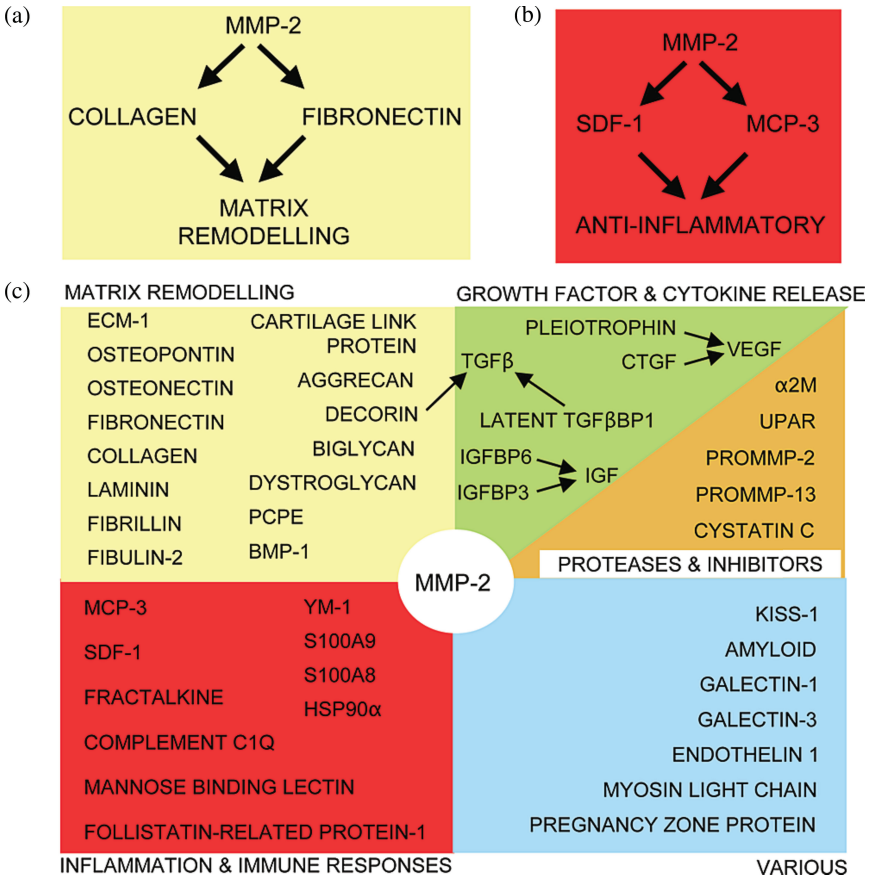 (a)
MMP-2
COLLAGEN
FIBRONECTIN
MATRIX
REMODELLING
(b)
MMP-2
SDF-1
MCP-3
ANTI-INFLAMMATORY
(c)
MATRIX REMODELLING
ECM-1
OSTEOPONTIN
OSTEONECTIN
FIBRONECTIN
COLLAGEN
LAMININ
FIBRILLIN
FIBULIN-2
CARTILAGE LINK
PROTEIN
AGGRECAN
DECORIN
BIGLYCAN
DYSTROGLYCAN
PCPE
BMP-1
GROWTH FACTOR & CYTOKINE RELEASE
PLEIOTROPHIN
CTGF
VEGF
TGFβ
LATENT TGFβBP1
IGFBP6
IGFBP3
IGF
α2M
UPAR
PROMMP-2
PROMMP-13
CYSTATIN C
PROTEASES & INHIBITORS
MMP-2
MCP-3
SDF-1
FRACTALKINE
COMPLEMENT C1Q
MANNOSE BINDING LECTIN
FOLLISTATIN-RELATED PROTEIN-1
YM-1
S100A9
S100A8
HSP90α
INFLAMMATION & IMMUNE RESPONSES
KISS-1
AMYLOID
GALECTIN-1
GALECTIN-3
ENDOTHELIN 1
MYOSIN LIGHT CHAIN
PREGNANCY ZONE PROTEIN
VARIOUS